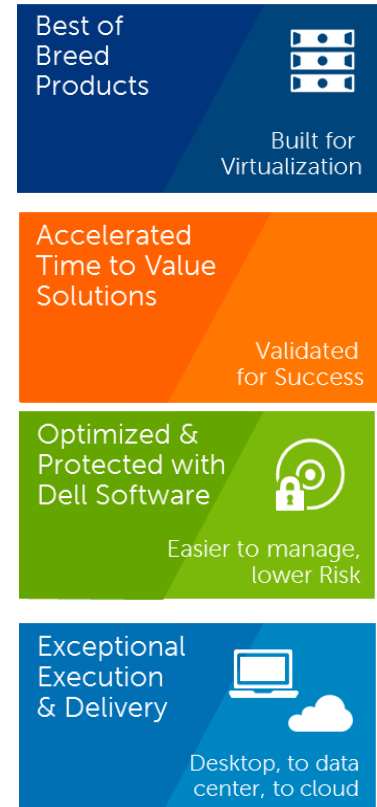 Best of
Breed
Products
Built for
Virtualization
Accelerated
Time to Value
Solutions
Validated
for Success
Optimized &
Protected with
Dell Software
Easier to manage,
lower Risk
Exceptional
Execution
& Delivery
Desktop, to data
center, to cloud